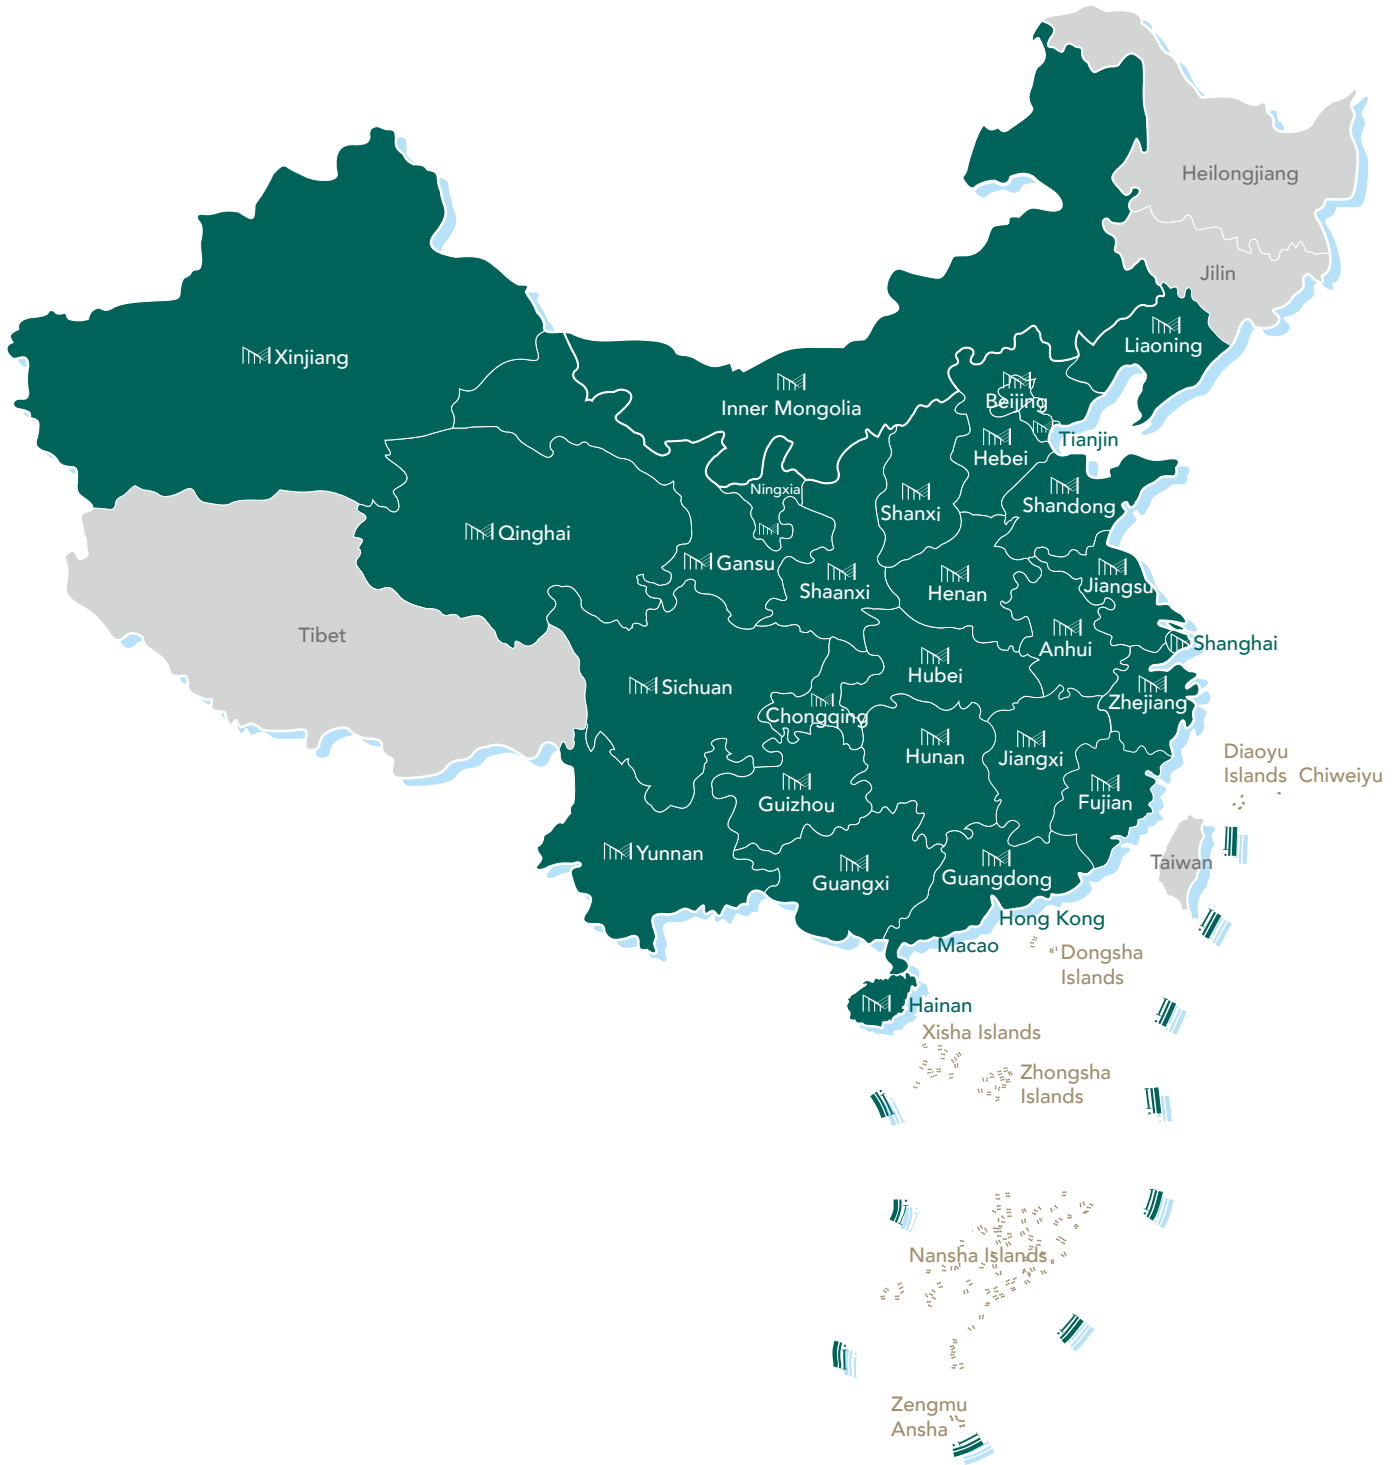 Heilongjiang
Jilin
Liaoning
Xinjiang
Inner Mongolia
Beijing
Tianjin
Hebei
Ningxia
Shanxi
Shandong
Qinghai
Gansu
Shaanxi
Henan
Jiangsu
Tibet
Anhui
Shanghai
Sichuan
Hubei
Zhejiang
Chongqing
Hunan
Jiangxi
Diaoyu
Islands Chiweiyu
Guizhou
Fujian
Yunnan
Taiwan
Guangxi
Guangdong
Hong Kong
Macao
Dongsha
Islands
Hainan
Xisha Islands
Zhongsha
Islands
Nansha Islands
Zengmu
Ansha